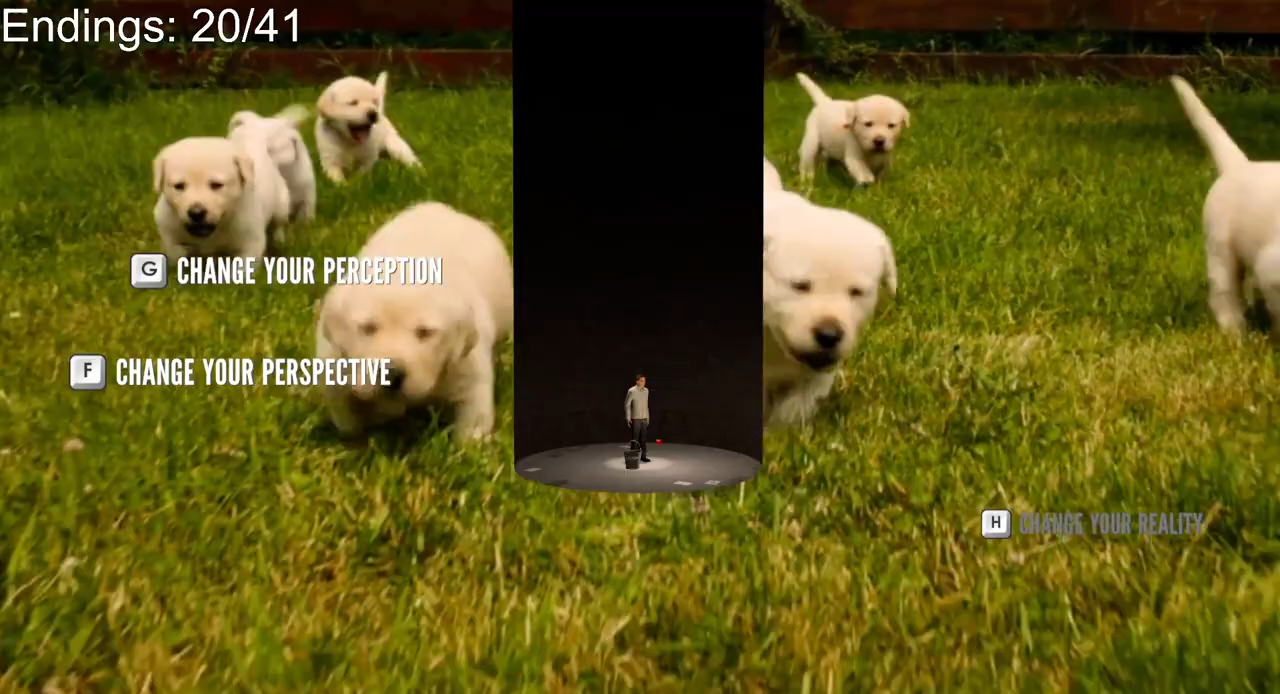 Endings: 20/41
G CHANGE YOUR PERCEPTION
F CHANGE YOUR PERSPECTIVE
H CHANGE YOUR REALITY